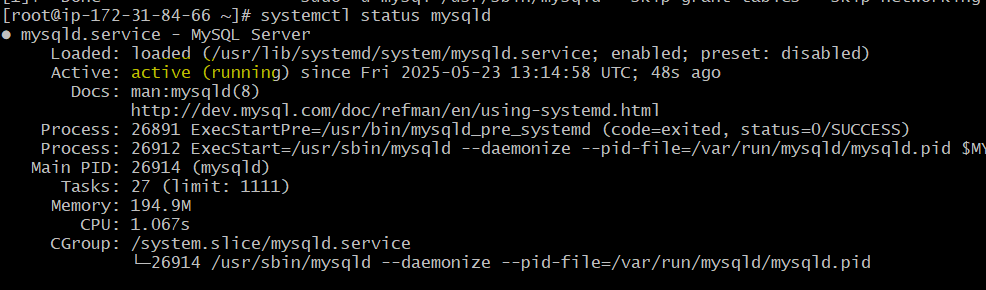 [root@ip-172-31-84-66 ~]# systemctl status mysqld
● mysqld.service - MySQL Server
Loaded: loaded (/usr/lib/systemd/system/mysqld.service; enabled; preset: disabled)
Active: active (running) since Fri 2025-05-23 13:14:58 UTC; 48s ago
Docs: man:mysqld(8)
http://dev.mysql.com/doc/refman/en/using-systemd.html
Process: 26891 ExecStartPre=/usr/bin/mysqld_pre_systemd (code=exited, status=0/SUCCESS)
Process: 26912 ExecStart=/usr/sbin/mysqld --daemonize --pid-file=/var/run/mysqld/mysqld.pid $MY
Main PID: 26914 (mysqld)
Tasks: 27 (limit: 1111)
Memory: 194.9M
CPU: 1.067s
CGroup: /system.slice/mysqld.service
└─26914 /usr/sbin/mysqld --daemonize --pid-file=/var/run/mysqld/mysqld.pid